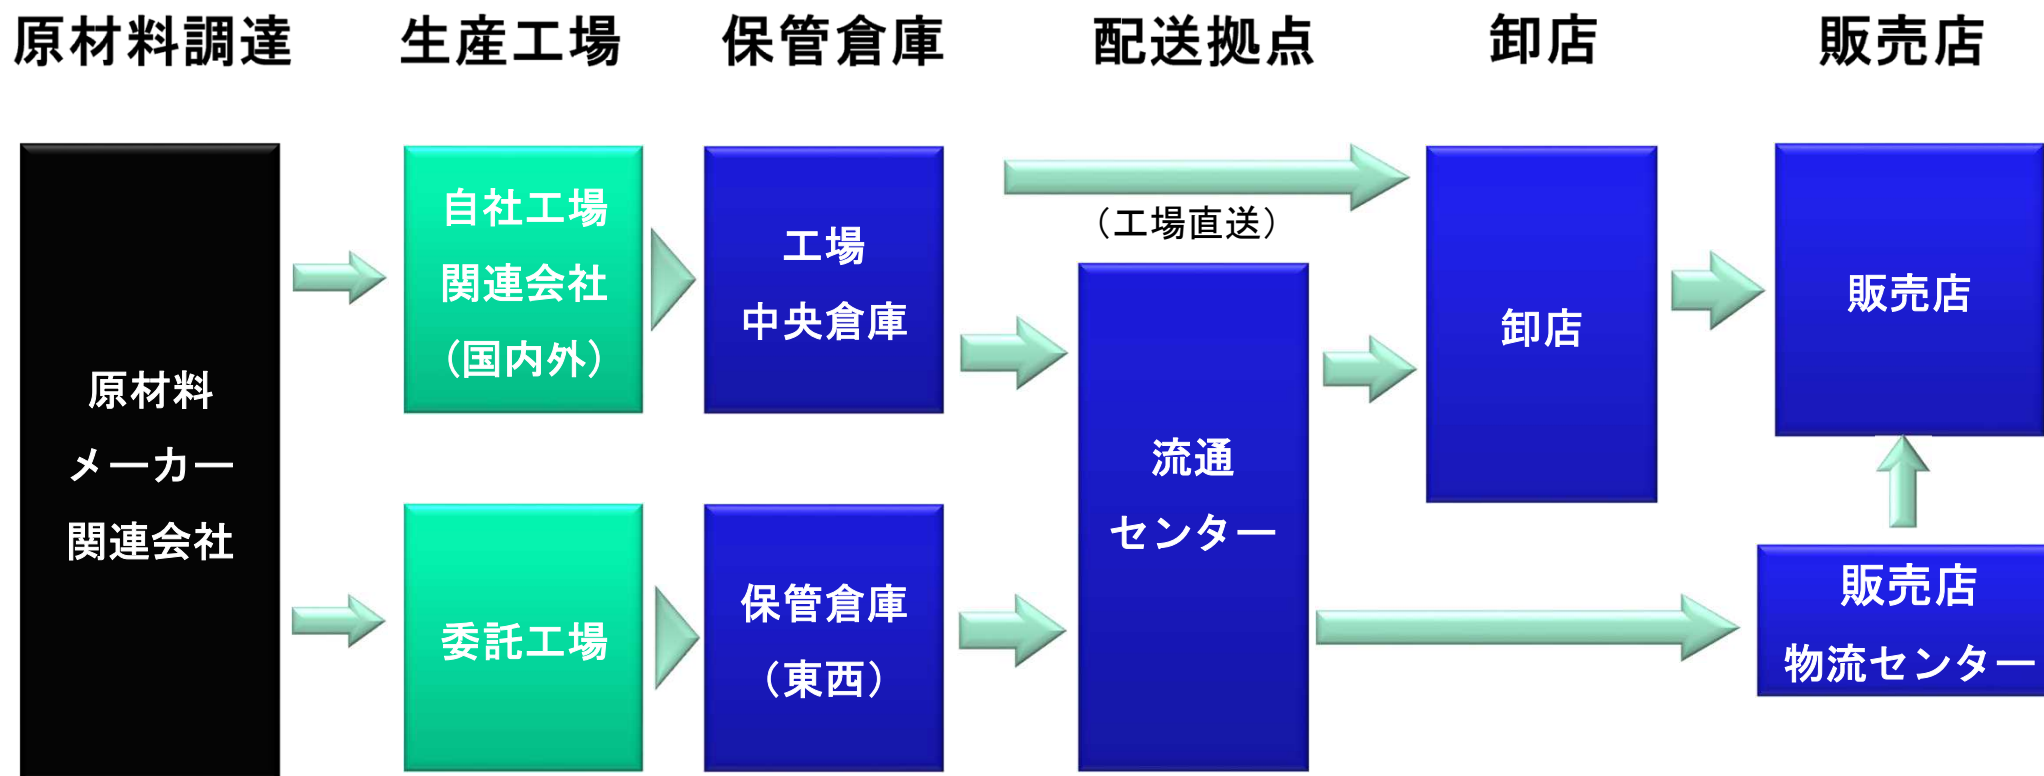 原材料調達
生産工場
保管倉庫
配送拠点
卸店
販売店
原材料
メーカー
関連会社
自社工場
関連会社
（国内外）
委託工場
工場
中央倉庫
保管倉庫
（東西）
（工場直送）
流通
センター
卸店
販売店
販売店
物流センター